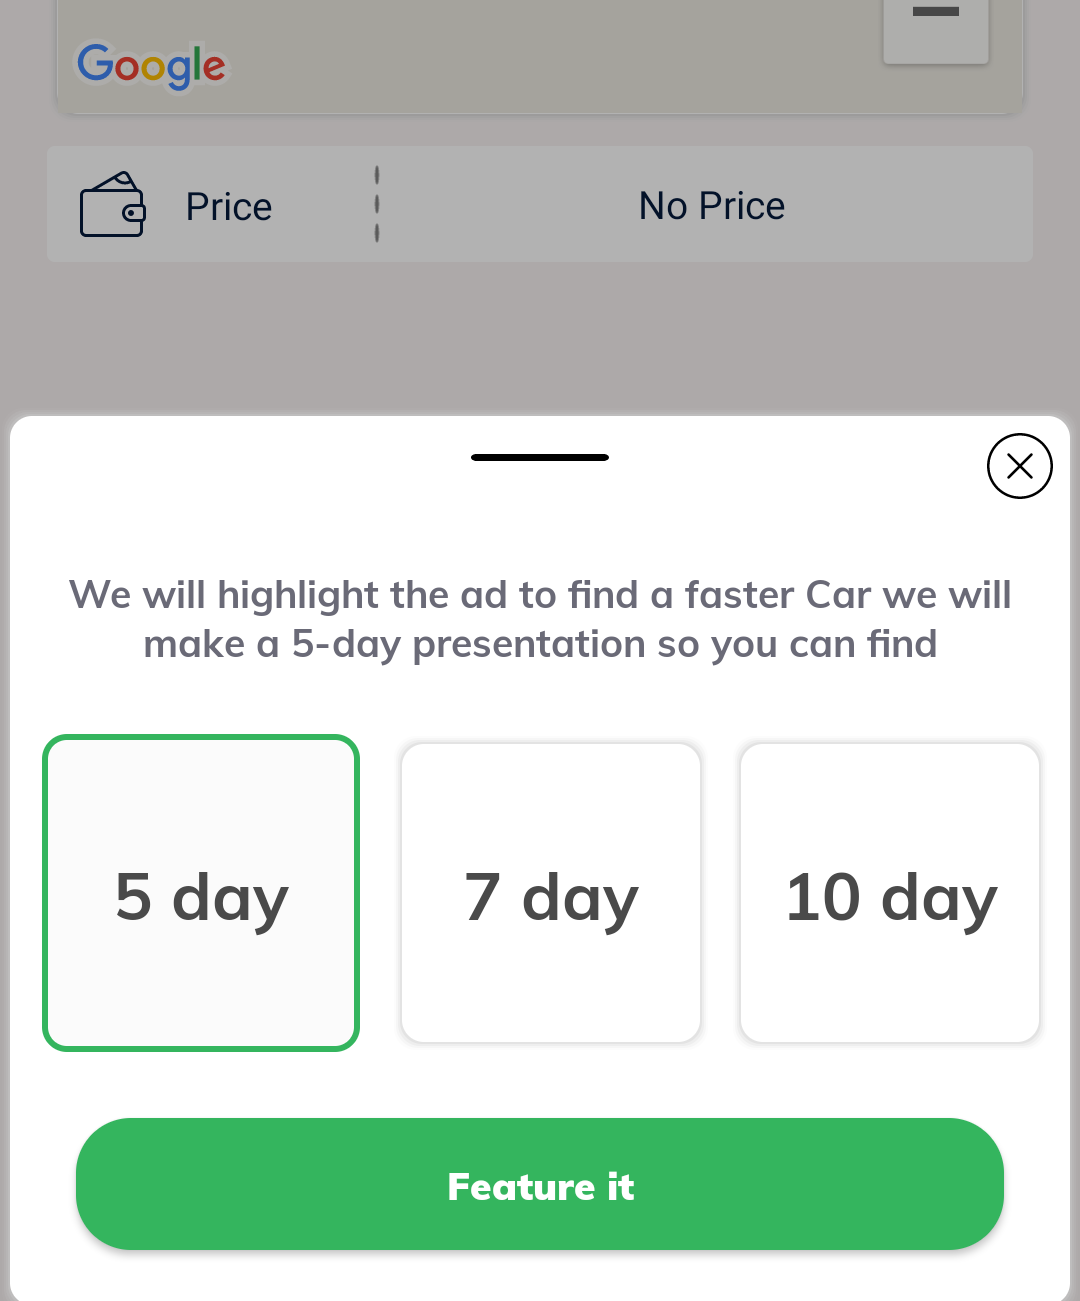 Google
Price
No Price
We will highlight the ad to find a faster Car we will
make a 5-day presentation so you can find
5 day
7 day
10 day
Feature it